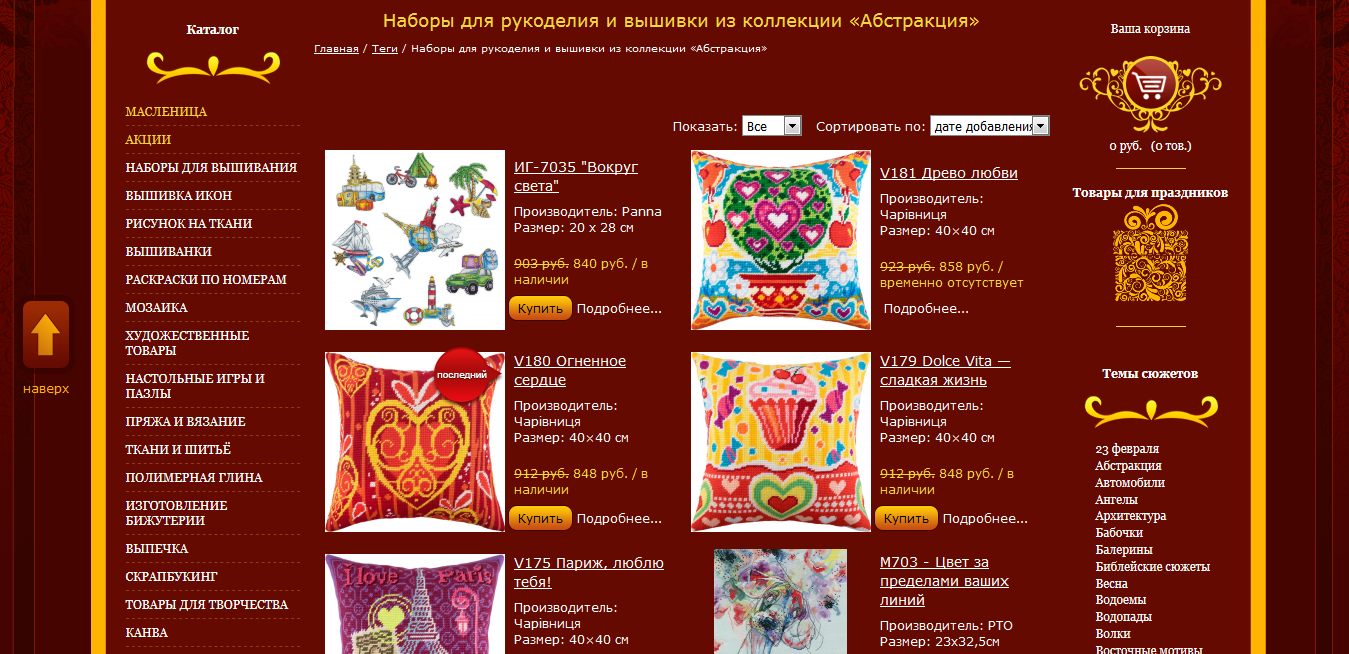 Каталог
МАСЛЕНИЦА
АКЦИИ
НАБОРЫ ДЛЯ ВЫШИВАНИЯ
ВЫШИВКА ИКОН
РИСУНОК НА ТКАНИ
ВЫШИВАНКИ
РАСКРАСКИ ПО НОМЕРАМ
МОЗАИКА
ХУДОЖЕСТВЕННЫЕ
ТОВАРЫ
НАСТОЛЬНЫЕ ИГРЫ И
ПАЗЛЫ
ПРЯЖА И ВЯЗАНИЕ
ТКАНИ И ШИТЬЁ
ПОЛИМЕРНАЯ ГЛИНА
ИЗГОТОВЛЕНИЕ
БИЖУТЕРИИ
ВЫПЕЧКА
СКРАПБУКИНГ
ТОВАРЫ ДЛЯ ТВОРЧЕСТВА
КАНВА
наверх
Наборы для рукоделия и вышивки из коллекции «Абстракция»
Главная / Теги / Наборы для рукоделия и вышивки из коллекции «Абстракция»
Показать: Все Сортировать по: дате добавления
ИГ-7035 "Вокруг
света"
Производитель: Panna
Размер: 20 x 28 см
903 руб. 840 руб. / в
наличии
Купить Подробнее...
V181 Древо любви
Производитель:
Чарівниця
Размер: 40×40 см
923 руб. 858 руб. /
временно отсутствует
Подробнее...
последний
V180 Огненное
сердце
Производитель:
Чарівниця
Размер: 40×40 см
912 руб. 848 руб. / в
наличии
Купить Подробнее...
V179 Dolce Vita —
сладкая жизнь
Производитель:
Чарівниця
Размер: 40×40 см
912 руб. 848 руб. / в
наличии
Купить Подробнее...
I love Paris
V175 Париж, люблю
тебя!
Производитель:
Чарівниця
Размер: 40×40 см
М703 - Цвет за
пределами ваших
линий
Производитель: РТО
Размер: 23х32,5см
Ваша корзина
0 руб. (0 тов.)
Товары для праздников
Темы сюжетов
23 февраля
Абстракция
Автомобили
Ангелы
Архитектура
Бабочки
Балерины
Библейские сюжеты
Весна
Водоемы
Водопады
Волки
Восточные мотивы